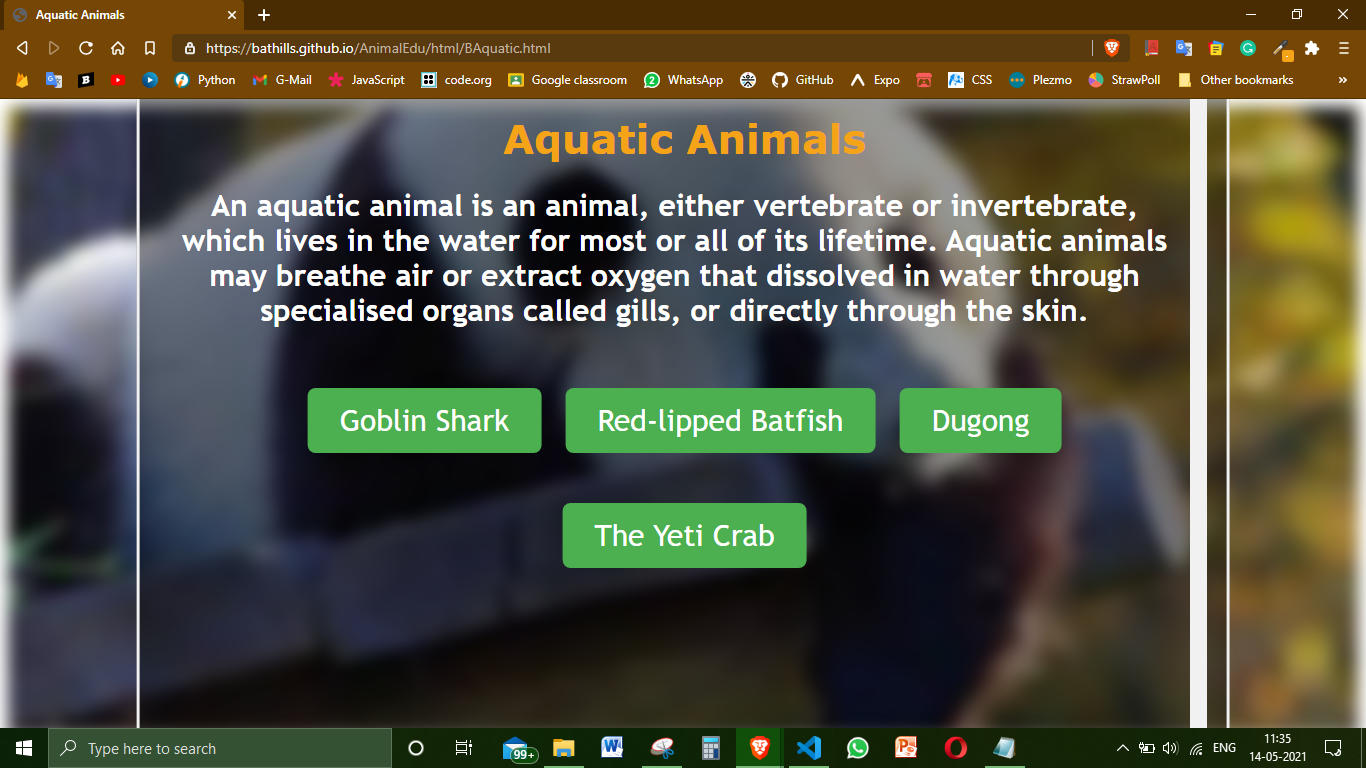 Aquatic Animals
https://bathills.github.io/AnimalEdu/html/BAquatic.html
Python G-Mail JavaScript code.org Google classroom 2 WhatsApp GitHub Expo CSS Plezmo StrawPoll Other bookmarks »
Aquatic Animals
An aquatic animal is an animal, either vertebrate or invertebrate,
which lives in the water for most or all of its lifetime. Aquatic animals
may breathe air or extract oxygen that dissolved in water through
specialised organs called gills, or directly through the skin.
Goblin Shark Red-lipped Batfish Dugong
The Yeti Crab
Type here to search
99+
ENG
11:35
14-05-2021